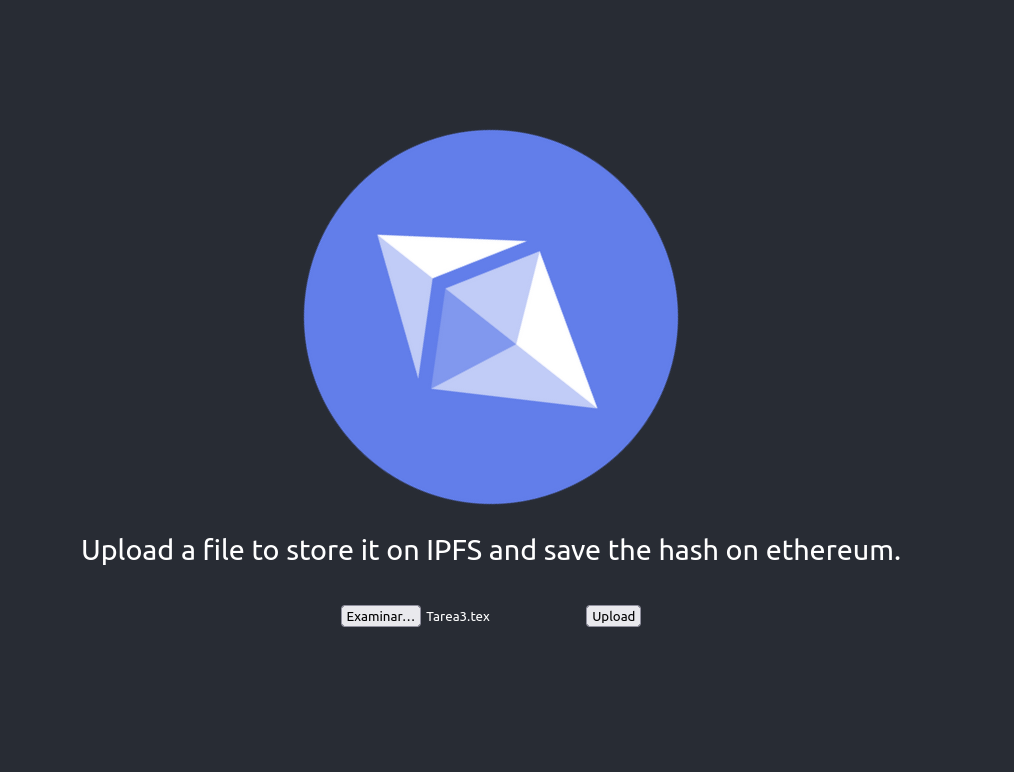 Upload a file to store it on IPFS and save the hash on ethereum.
Examinar... Tarea3.tex Upload